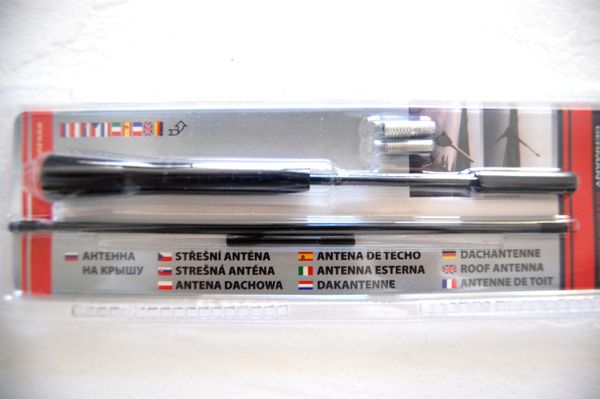 GERMANY
АНТЕННА
НА КРЫШУ
STŘEŠNÍ ANTÉNA
STREŠNÁ ANTÉNA
ANTENA DACHOWA
ANTENA DE TECHO
ANTENNA ESTERNA
DAKANTENNE
DACHANTENNE
ROOF ANTENNA
ANTENNE DE TOIT